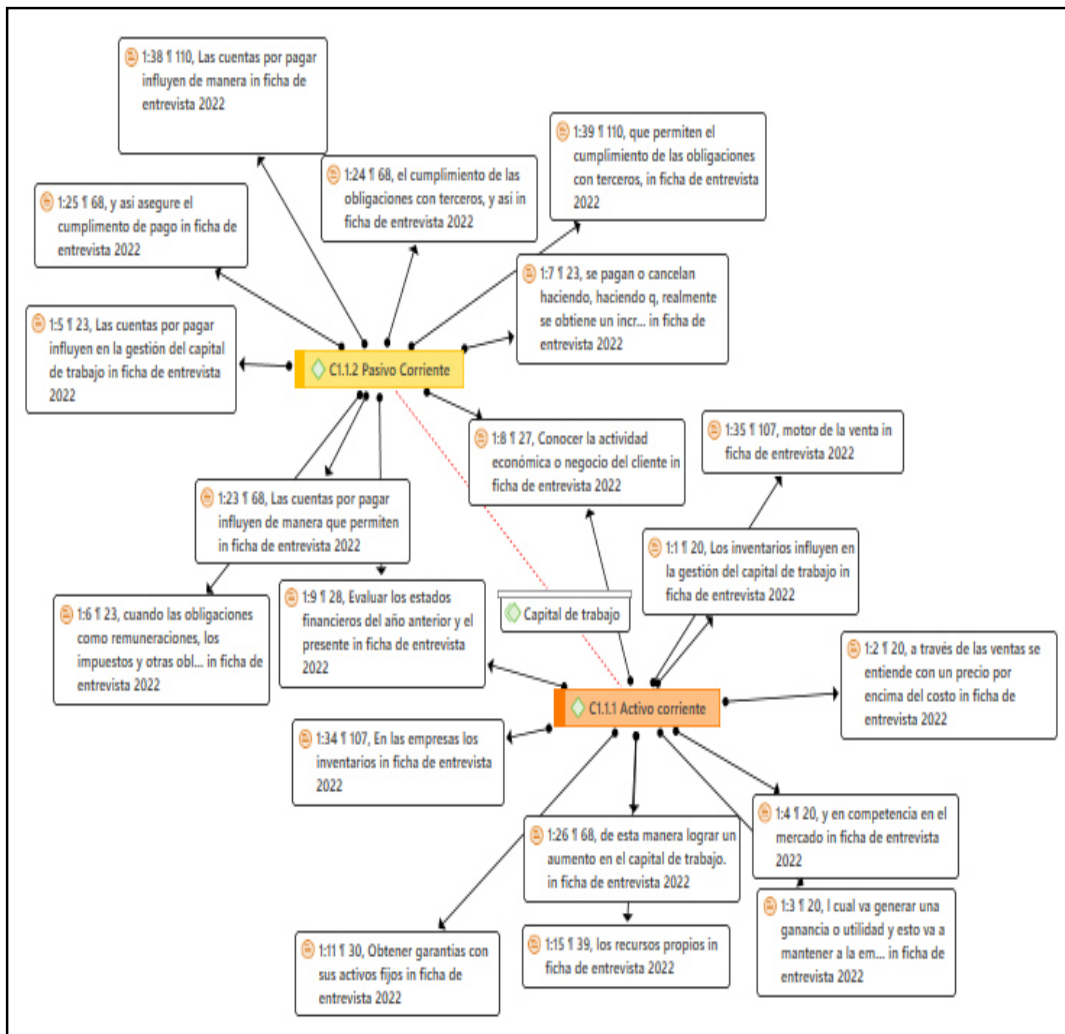 1:38 ¶ 110, Las cuentas por pagar
influyen de manera in ficha de
entrevista 2022
1:39 ¶ 110, que permiten el
cumplimiento de las obligaciones
con terceros, in ficha de entrevista
2022
1:24 ¶ 68, el cumplimiento de las
obligaciones con terceros, y así in
ficha de entrevista 2022
1:25 ¶ 68, y asi asegure el
cumplimento de pago in ficha de
entrevista 2022
1:7 ¶ 23, se pagan o cancelan
haciendo, haciendo q, realmente
se obtiene un incr... in ficha de
entrevista 2022
1:5 ¶ 23, Las cuentas por pagar
influyen en la gestión del capital
de trabajo in ficha de entrevista
2022
C1.1.2 Pasivo Corriente
1:8 ¶ 27, Conocer la actividad
económica o negocio del cliente in
ficha de entrevista 2022
1:35 ¶ 107, motor de la venta in
ficha de entrevista 2022
1:23 ¶ 68, Las cuentas por pagar
influyen de manera que permiten
in ficha de entrevista 2022
1:1 ¶ 20, Los inventarios influyen en
la gestión del capital de trabajo in
ficha de entrevista 2022
1:6 ¶ 23, cuando las obligaciones
como remuneraciones, los
impuestos y otras obl... in ficha de
entrevista 2022
1:9 ¶ 28, Evaluar los estados
financieros del año anterior y el
presente in ficha de entrevista
2022
Capital de trabajo
1:2 ¶ 20, a través de las ventas se
entiende con un precio por
encima del costo in ficha de
entrevista 2022
C1.1.1 Activo corriente
1:34 ¶ 107, En las empresas los
inventarios in ficha de entrevista
2022
1:4 ¶ 20, y en competencia en el
mercado in ficha de entrevista
2022
1:26 ¶ 68, de esta manera lograr un
aumento en el capital de trabajo.
in ficha de entrevista 2022
1:3 ¶ 20, l cual va generar una
ganancia o utilidad y esto va a
mantener a la em... in ficha de
entrevista 2022
1:11 ¶ 30, Obtener garantias con
sus activos fijos in ficha de
entrevista 2022
1:15 ¶ 39, los recursos propios in
ficha de entrevista 2022